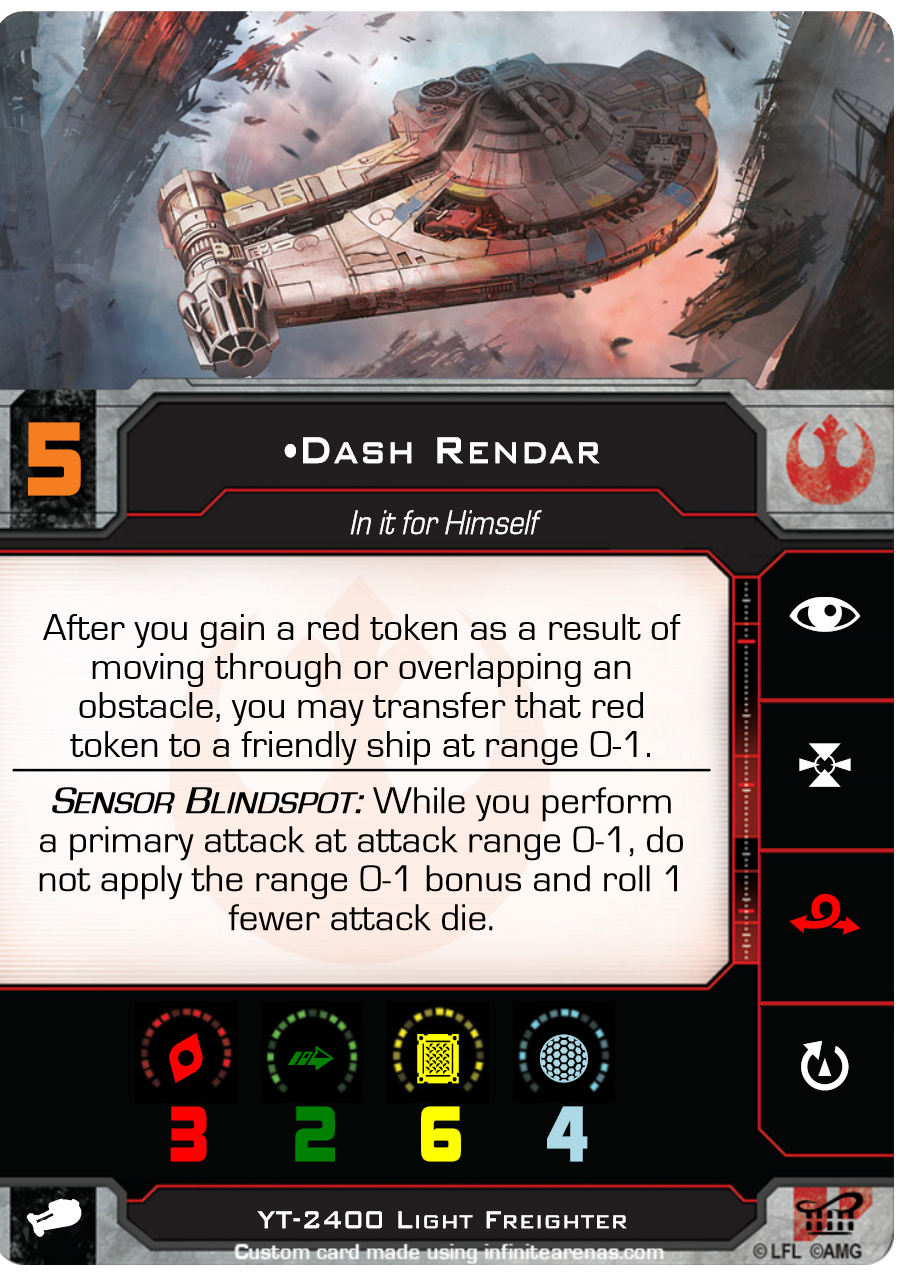 5
•Dash Rendar
In it for Himself
After you gain a red token as a result of
moving through or overlapping an
obstacle, you may transfer that red
token to a friendly ship at range 0-1.
Sensor Blindspot: While you perform
a primary attack at attack range 0-1, do
not apply the range 0-1 bonus and roll 1
fewer attack die.
3 2 6 4
YT-2400 Light Freighter
Custom card made using infinitearenas.com
© LFL ©AMG